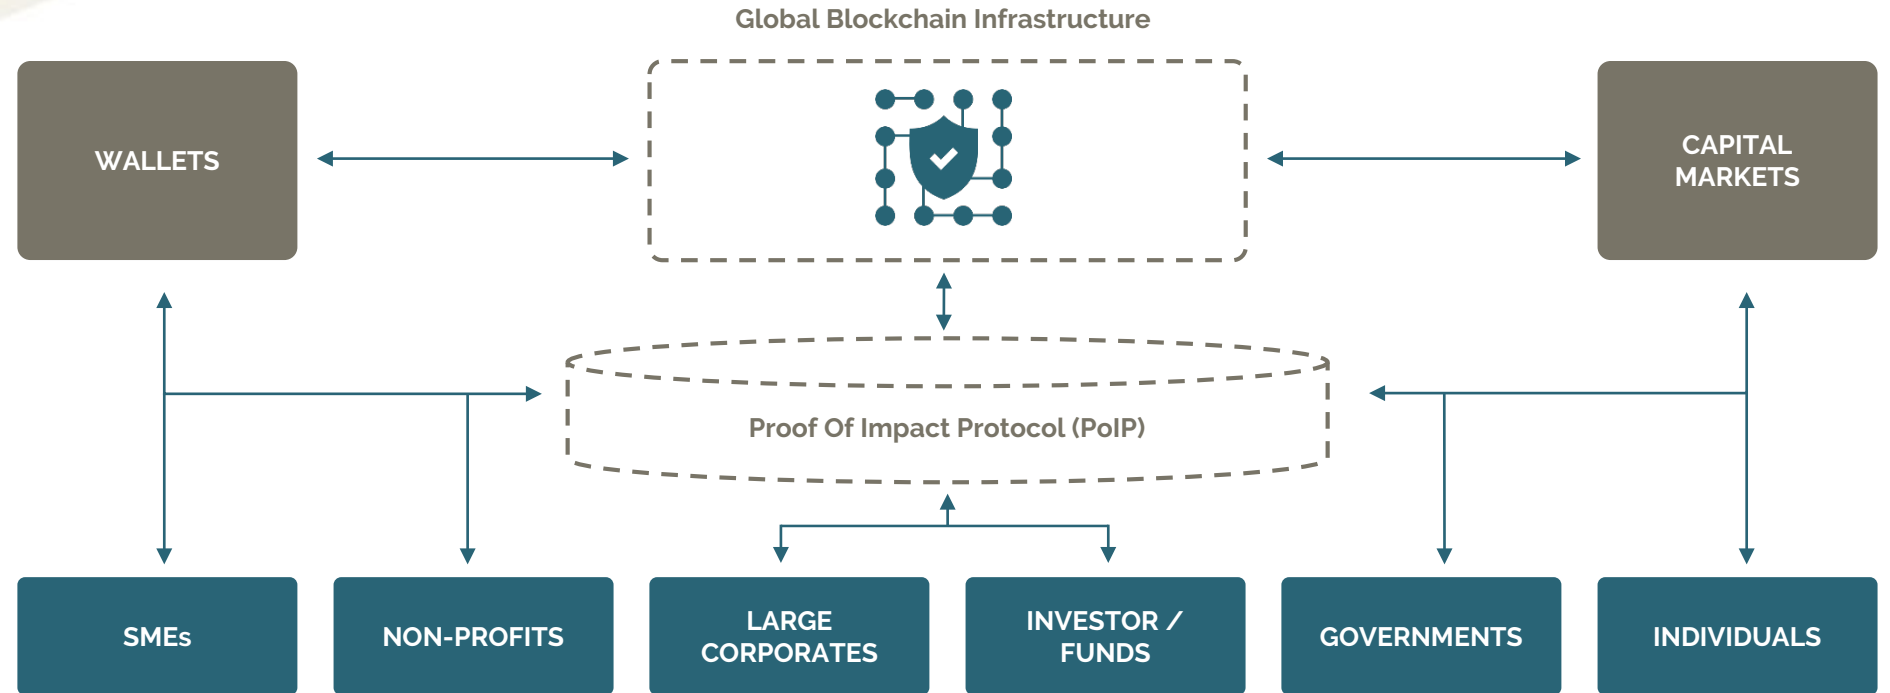 Global Blockchain Infrastructure
WALLETS
CAPITAL
MARKETS
Proof Of Impact Protocol (PoIP)
SMEs
NON-PROFITS
LARGE
CORPORATES
INVESTOR /
FUNDS
GOVERNMENTS
INDIVIDUALS